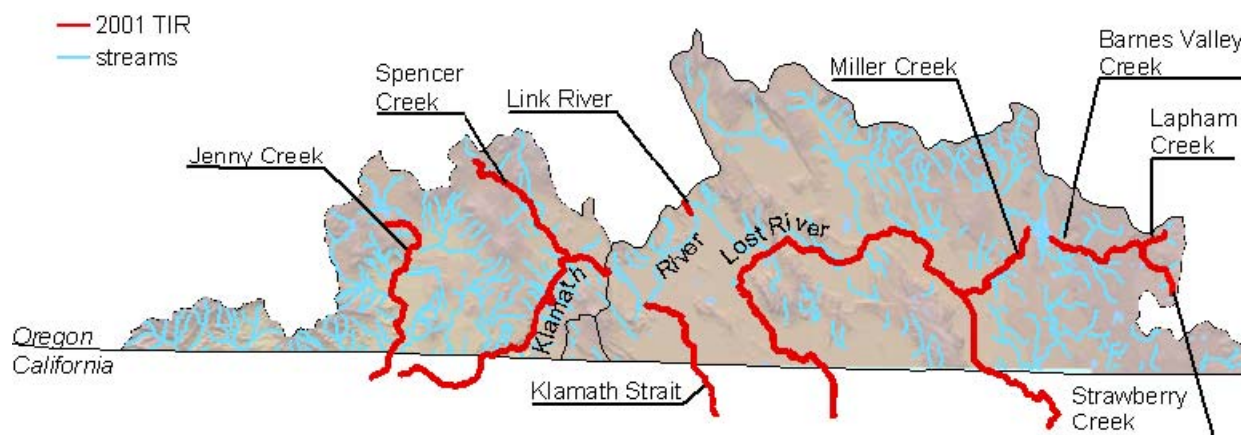 2001 TIR
streams
Spencer
Creek
Link River
Jenny Creek
Miller Creek
Barnes Valley
Creek
Lapham
Creek
Klamath
River
Lost River
Oregon
California
Klamath Strait
Strawberry
Creek